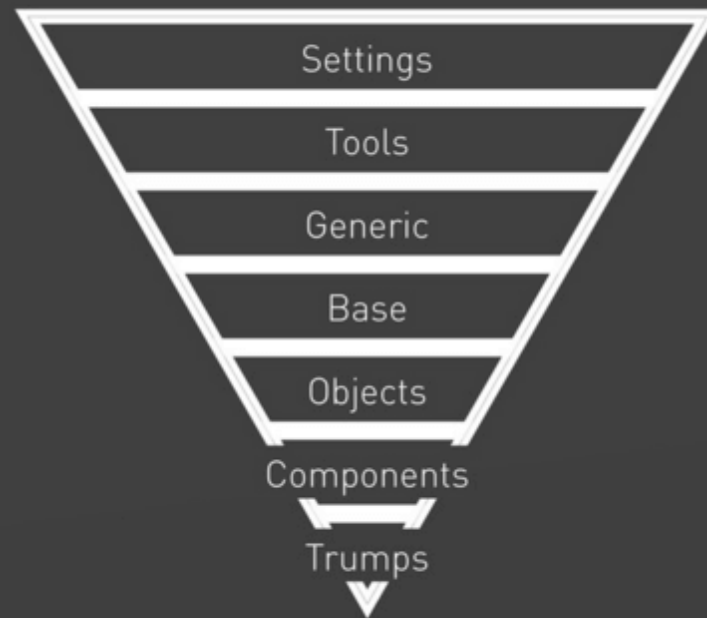 Settings
Tools
Generic
Base
Objects
Components
Trumps